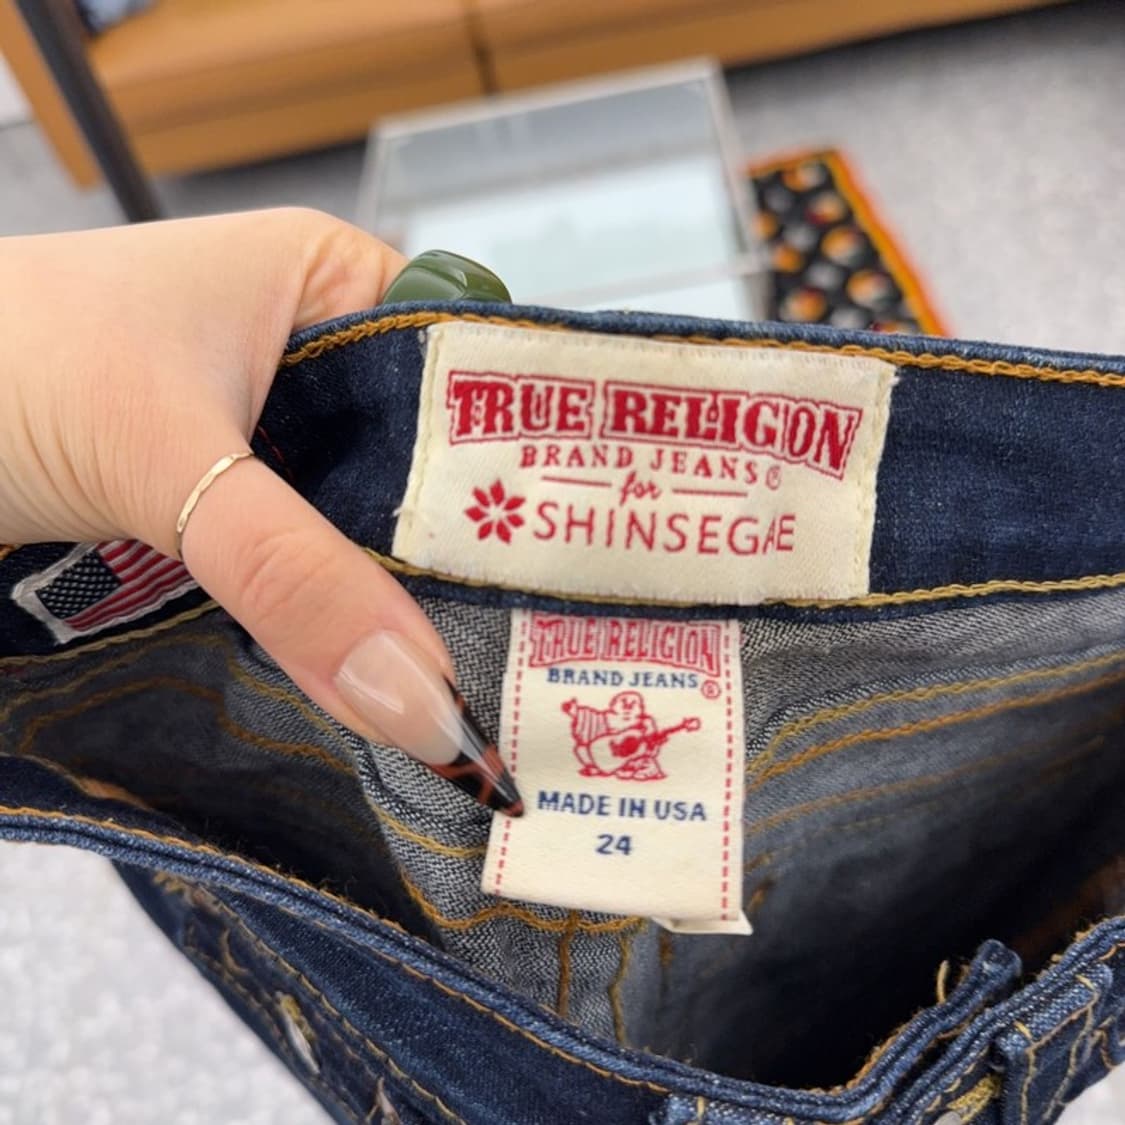 TRUE RELIGION
BRAND JEANS®
for
SHINSEGAE
TRUE RELIGION
BRAND JEANS®
MADE IN USA
24